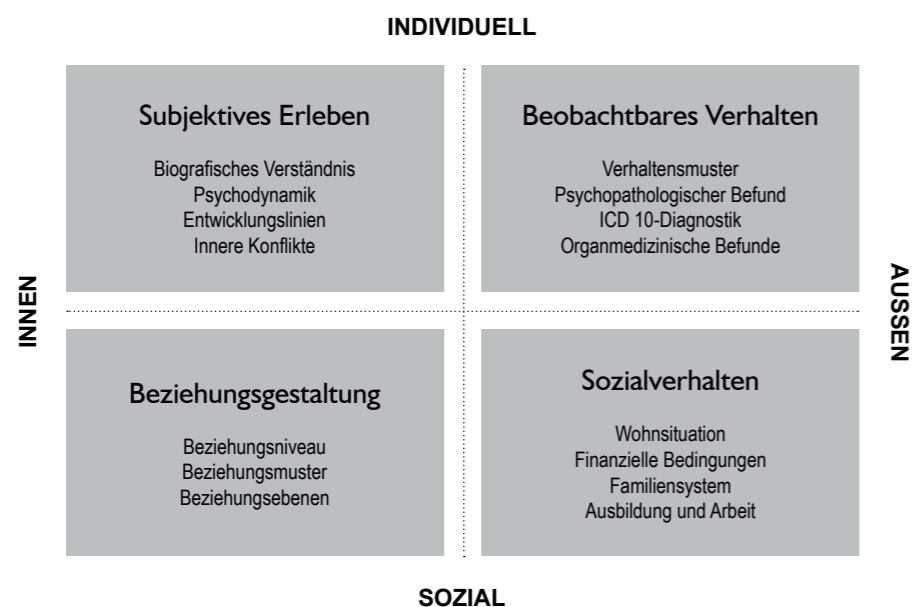 INDIVIDUELL
Subjektives Erleben
Biografisches Verständnis
Psychodynamik
Entwicklungslinien
Innere Konflikte
Beobachtbares Verhalten
Verhaltensmuster
Psychopathologischer Befund
ICD 10-Diagnostik
Organmedizinische Befunde
INNEN
AUSSEN
Beziehungsgestaltung
Beziehungsniveau
Beziehungsmuster
Beziehungsebenen
Sozialverhalten
Wohnsituation
Finanzielle Bedingungen
Familiensystem
Ausbildung und Arbeit
SOZIAL